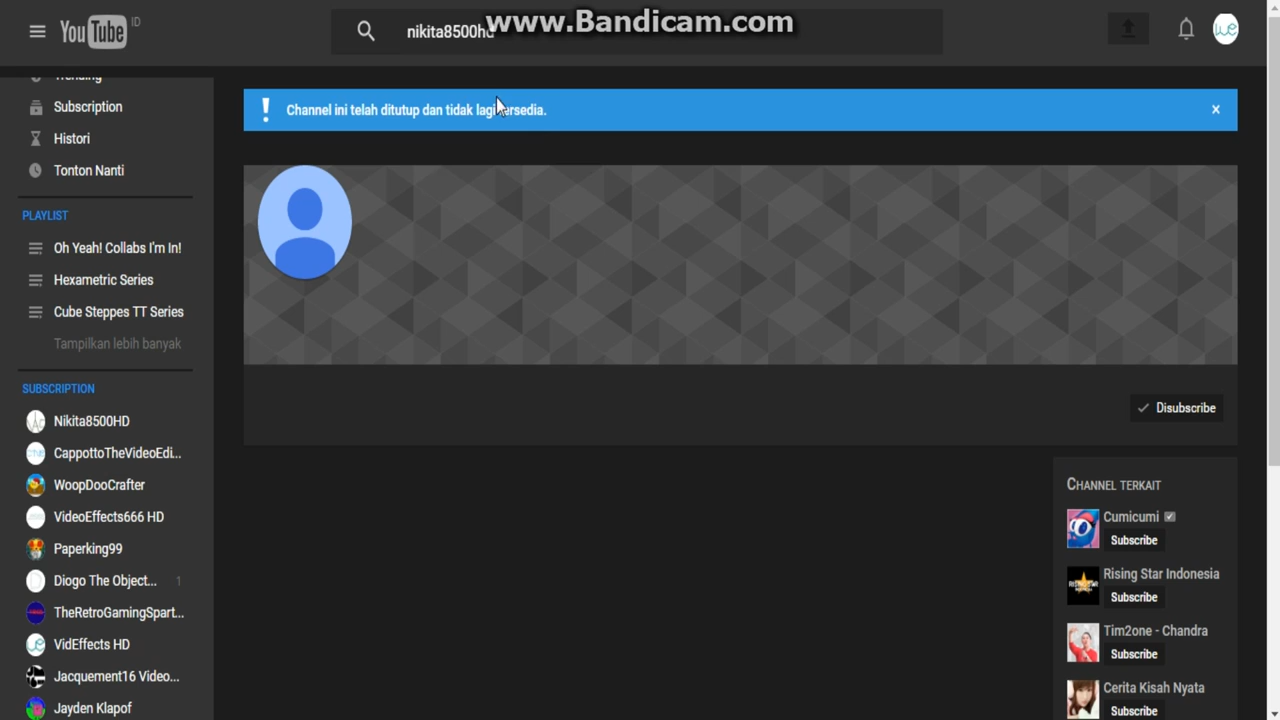 www.Bandicam.com
YouTube ID
nikita8500hd
Trending
Subscription
Histori
Tonton Nanti
PLAYLIST
Oh Yeah! Collabs I'm In!
Hexametric Series
Cube Steppes TT Series
Tampilkan lebih banyak
SUBSCRIPTION
Nikita8500HD
CappottoTheVideoEdi...
WoopDooCrafter
VideoEffects666 HD
Paperking99
Diogo The Object... 1
TheRetroGamingSpart...
VidEffects HD
Jacquement16 Video...
Jayden Klapof
Channel ini telah ditutup dan tidak lagi tersedia.
Disubscribe
CHANNEL TERKAIT
Cumicumi
Subscribe
Rising Star Indonesia
Subscribe
Tim2one - Chandra
Subscribe
Cerita Kisah Nyata
Subscribe